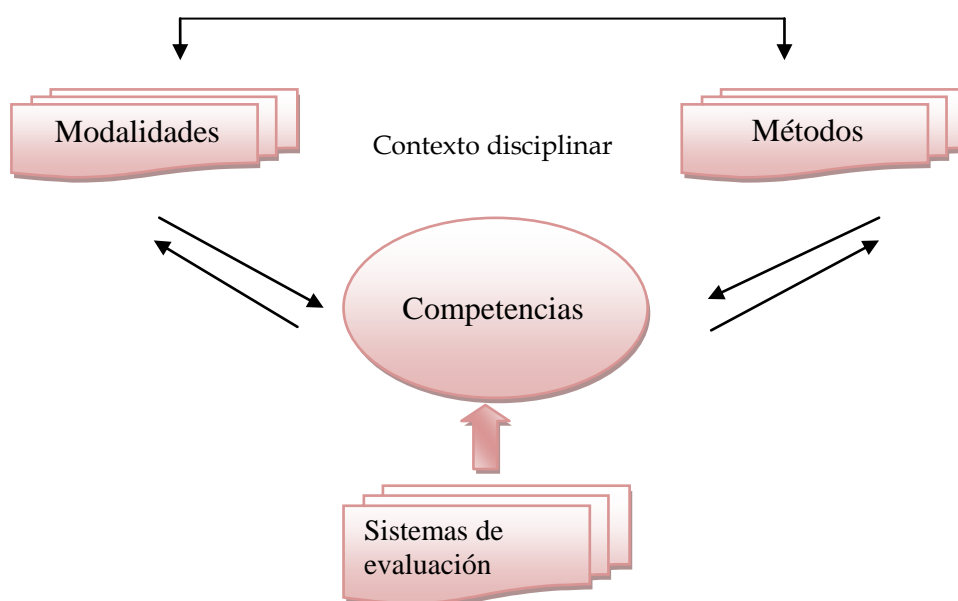 Modalidades
Métodos
Contexto disciplinar
Competencias
Sistemas de
evaluación